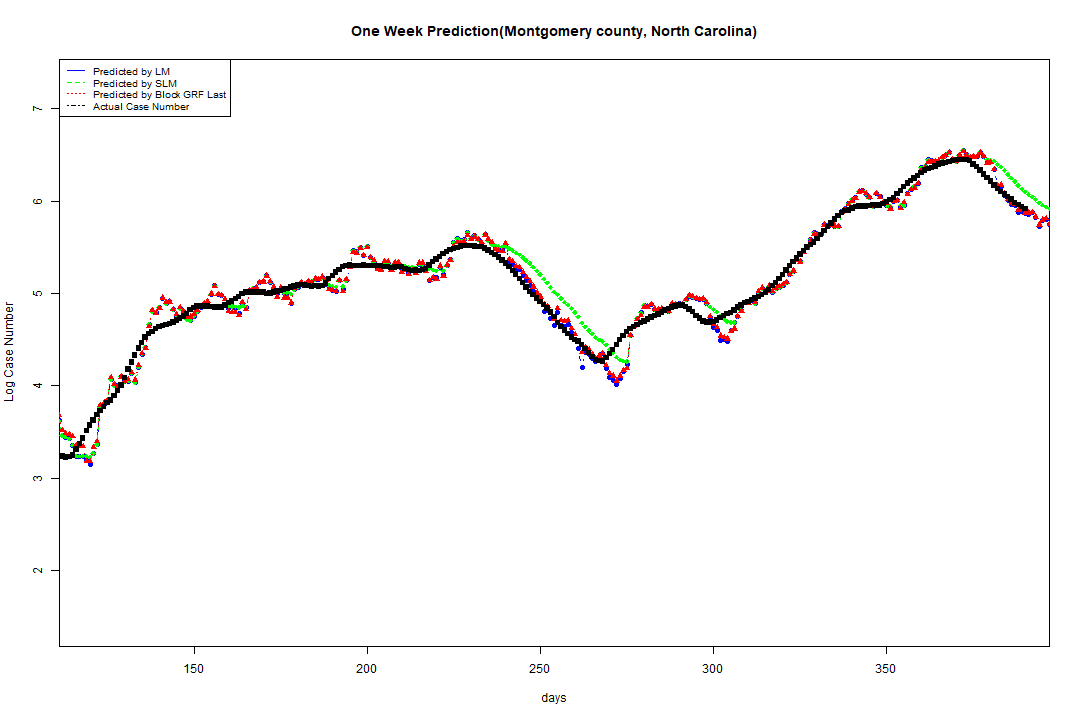 One Week Prediction(Montgomery county, North Carolina)
Predicted by LM
Predicted by SLM
Predicted by Block GRF Last
Actual Case Number
7
6
5
4
3
2
Log Case Number
150 200 250 300 350
days